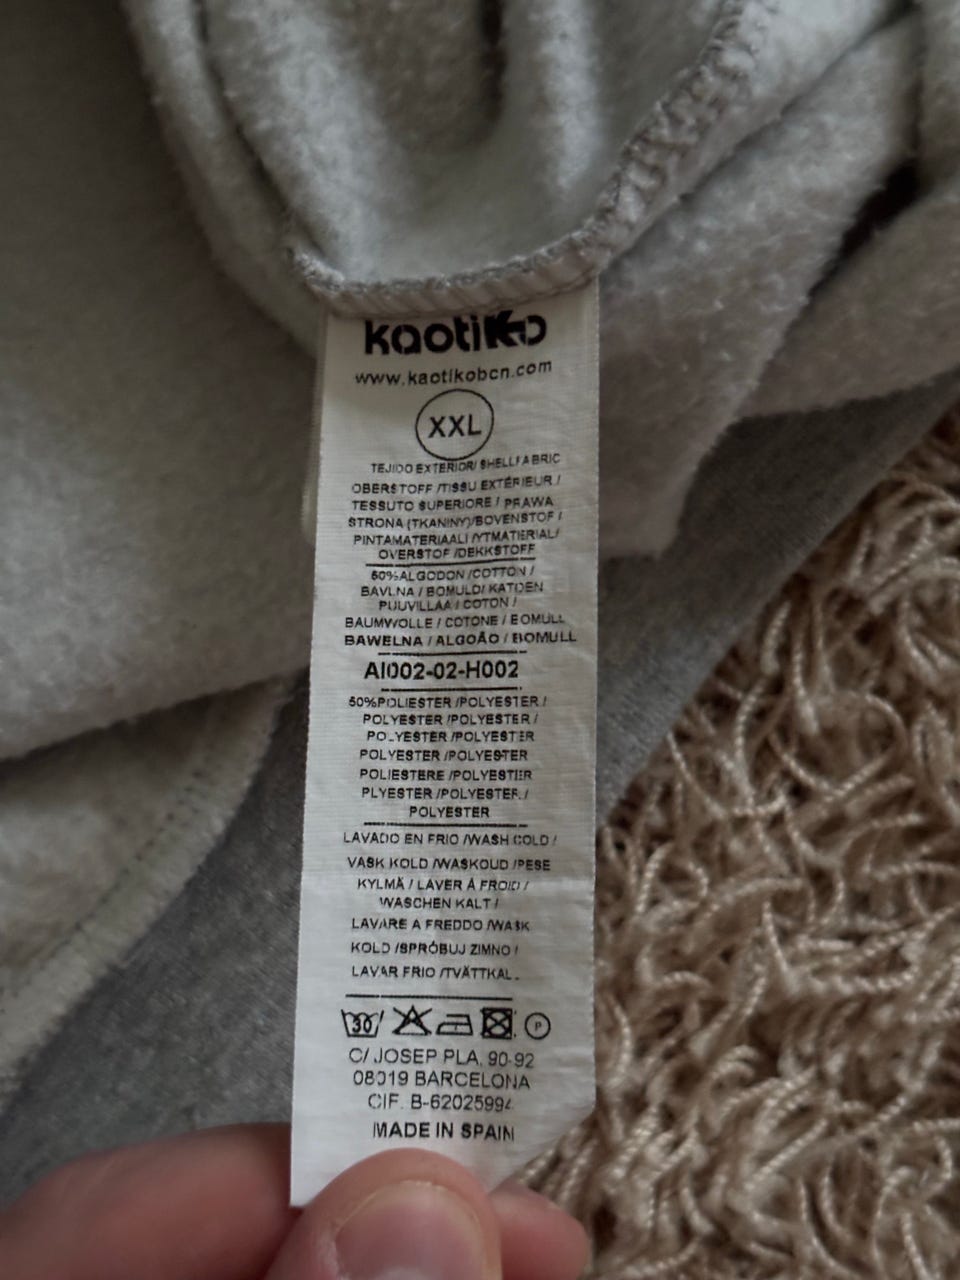 kaotiKo
www.kaotikobcn.com
XXL
TEJIDO EXTERIOR/ SHELLFABRIC
OBERSTOFF /TISSU EXTÉRIEUR /
TESSUTO SUPERIORE / PRAWA
STRONA (TKANINY)/BOVENSTOF /
PINTAMATERIAALI /YTMATIERIAL/
OVERSTOF /DEKKSTOFF
50%ALGODON /COTTON /
BAVLNA / BOMULD/ KATOEN
PUUVILLAA / COTON /
BAUMWOLLE / COTONE / BOMULL
BAWELNA / ALGOÃO / BOMULL
AI002-02-H002
50%POLIESTER /POLYESTER /
POLYESTER /POLYESTER /
POLYESTER /POLYESTER
POLYESTER /POLYESTER
POLIESTERE /POLYESTER
PLYESTER /POLYESTER /
POLYESTER
LAVADO EN FRIO /WASH COLD /
VASK KOLD /WASKOUD /PESE
KYLMÄ / LAVER À FROID /
WASCHEN KALT /
LAVARE A FREDDO /WASK
KOLD /SPRÓBUJ ZIMNO /
LAVAR FRIO /TVÄTTKAL.
30 P
C/ JOSEP PLA, 90-92
08019 BARCELONA
CIF. B-62025994
MADE IN SPAIN